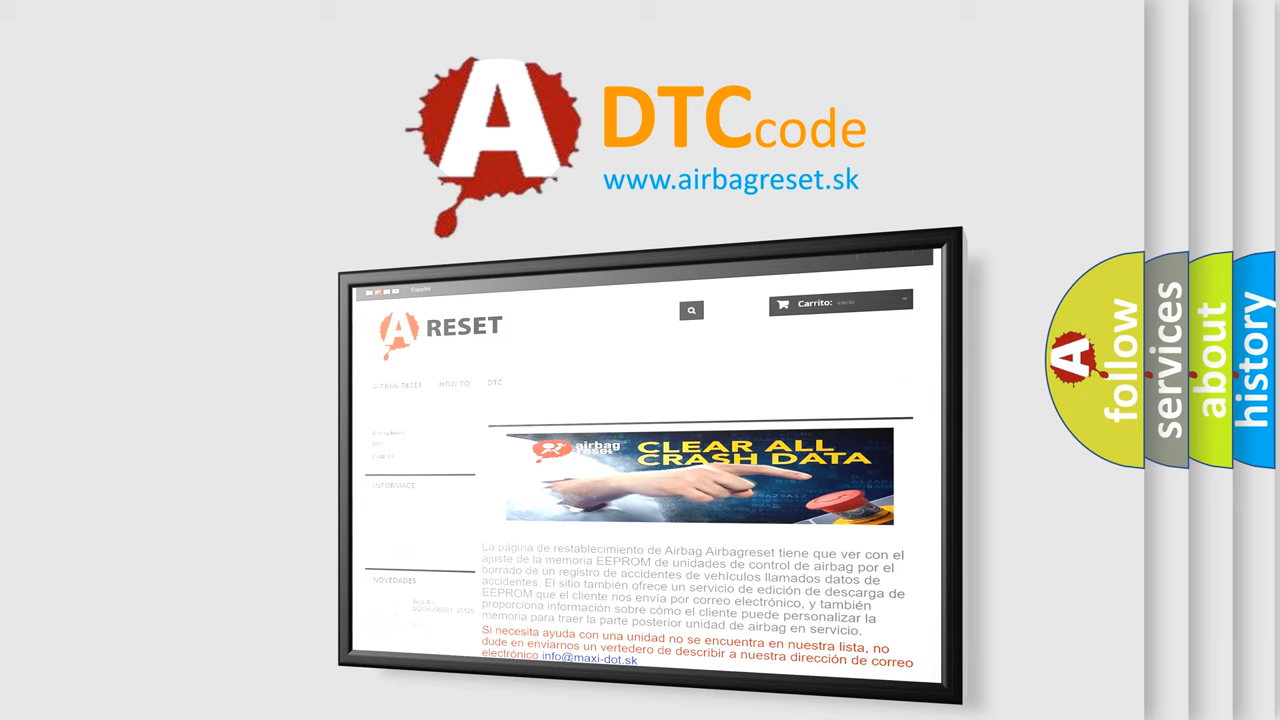 A
DTCcode
www.airbagreset.sk
Español
A RESET
Carrito: vacío
AIRBAG RESET HOW TO DTC
INFORMACE
airbag
reset
CLEAR ALL
CRASH DATA
La página de restablecimiento de Airbag Airbagreset tiene que ver con el
ajuste de la memoria EEPROM de unidades de control de airbag por el
borrado de un registro de accidentes de vehículos llamados datos de
accidentes. El sitio también ofrece un servicio de edición de descarga de
EEPROM que el cliente nos envía por correo electrónico, y también
proporciona información sobre cómo el cliente puede personalizar la
memoria para traer la parte posterior unidad de airbag en servicio.
Si necesita ayuda con una unidad no se encuentra en nuestra lista, no
dude en enviarnos un vertedero de describir a nuestra dirección de correo
electrónico info@maxi-dot.sk
NOVEDADES
A
follow
services
about
history